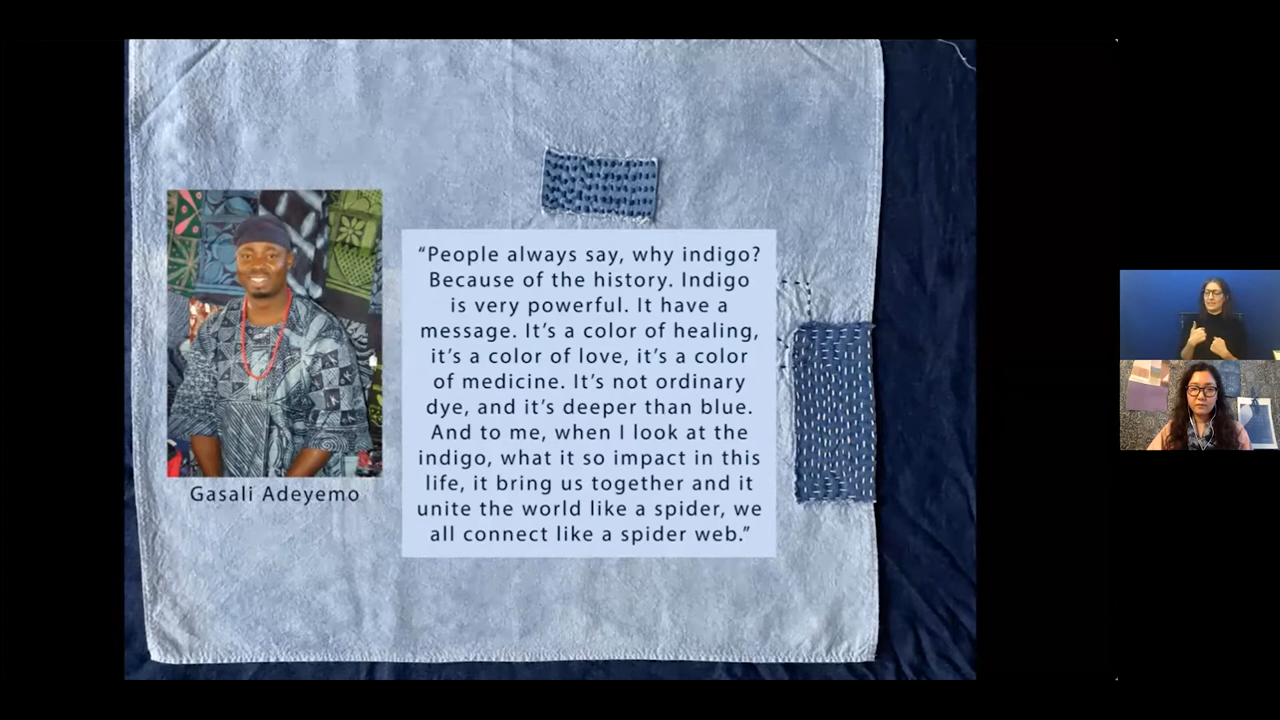 “People always say, why indigo?
Because of the history. Indigo
is very powerful. It have a
message. It’s a color of healing,
it’s a color of love, it’s a color
of medicine. It’s not ordinary
dye, and it’s deeper than blue.
And to me, when I look at the
indigo, what it so impact in this
life, it bring us together and it
unite the world like a spider, we
all connect like a spider web.”
Gasali Adeyemo